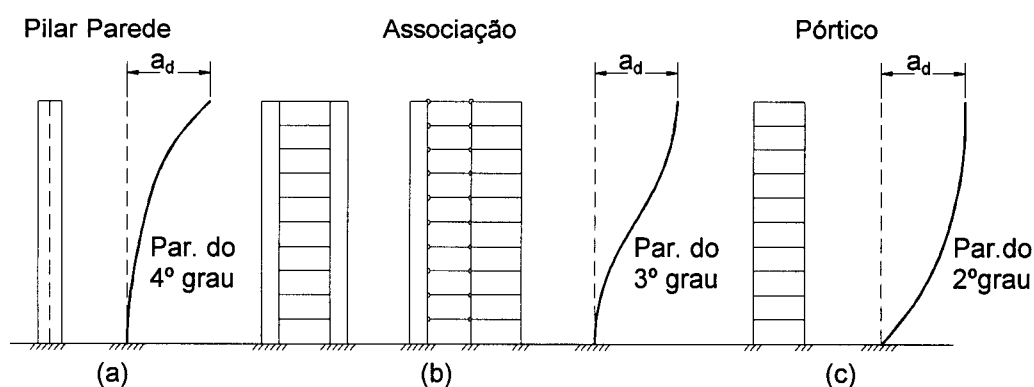 Pilar Parede
Associação
Pórtico
a_d
a_d
a_d
Par. do
4º grau
Par. do
3º grau
Par.do
2ºgrau
(a)
(b)
(c)